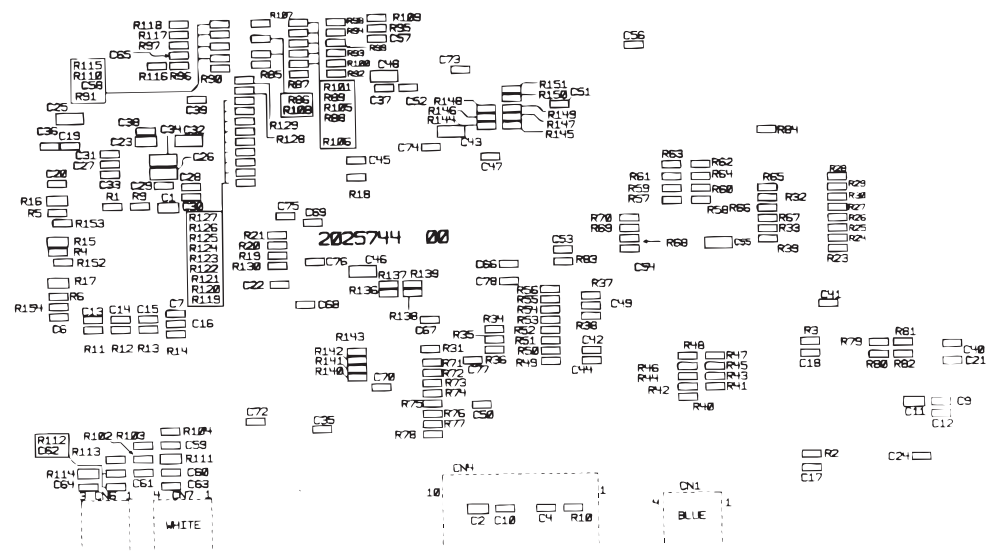 R118 R107 R98 R109
R117 R94 R95
R97 C57
C65 R99
R115 R93
R110 R100 C48
C58 R116 R96 R90 R85 R87 R92
R91 R101
R86 R89 C37 C52
R108 R105
R88
R106
C56
C73
R151
R150 C51
R148
R146 R149
R144 R147
R145
C43
C74
C47
C25 C39
C38 C34 C32 R129
C36 C19 C23 R128
C31 C26 C45
C27
C20 C33 C29 C28 R18
R16 R1 R9 C1 C30
R5 R127 C75 C69
R153 R126
R125
R15 R124 R21
R4 R123 R20
R152 R122 R19
R121 R130
R17 R120 C22
R119
2025744 00
C76 C46
R137 R139
R136
R138
C68
C67
R84
R63 R62
R61 R64
R59 R60
R57 R58
R65 R28
R29
R32 R30
R66 R27
R67 R26
R33 R25
R39 R24
R23
R70
R69
R68
C54
C55
C53
R83
C66
C78
R56 R37
R55
R54 C49
R53
R52 R38
R51
R50 C42
R49 C44
R34
R35
R36
C77
C41
R6
R154 C13 C14 C15 C7
C6 C16
R11 R12 R13 R14
R143
R142
R141
R140
C70
R31
R71
R72
R73
R74
R75
R76
R77
R78
C50
R48
R47
R46 R45
R44 R43
R42 R41
R40
R3 R79 R81
C18 R80 R82
C40
C21
C11 C9
C12
C72 C35
R112 R102 R103 R104
C62 R113 C59
R111
R114 C60
C64 C61 C63
3 CN6 1 4 CN7 1
WHITE
CN4
10 1
C2 C10 C4 R10
CN1
4 1
BLUE
R2 C24
C17